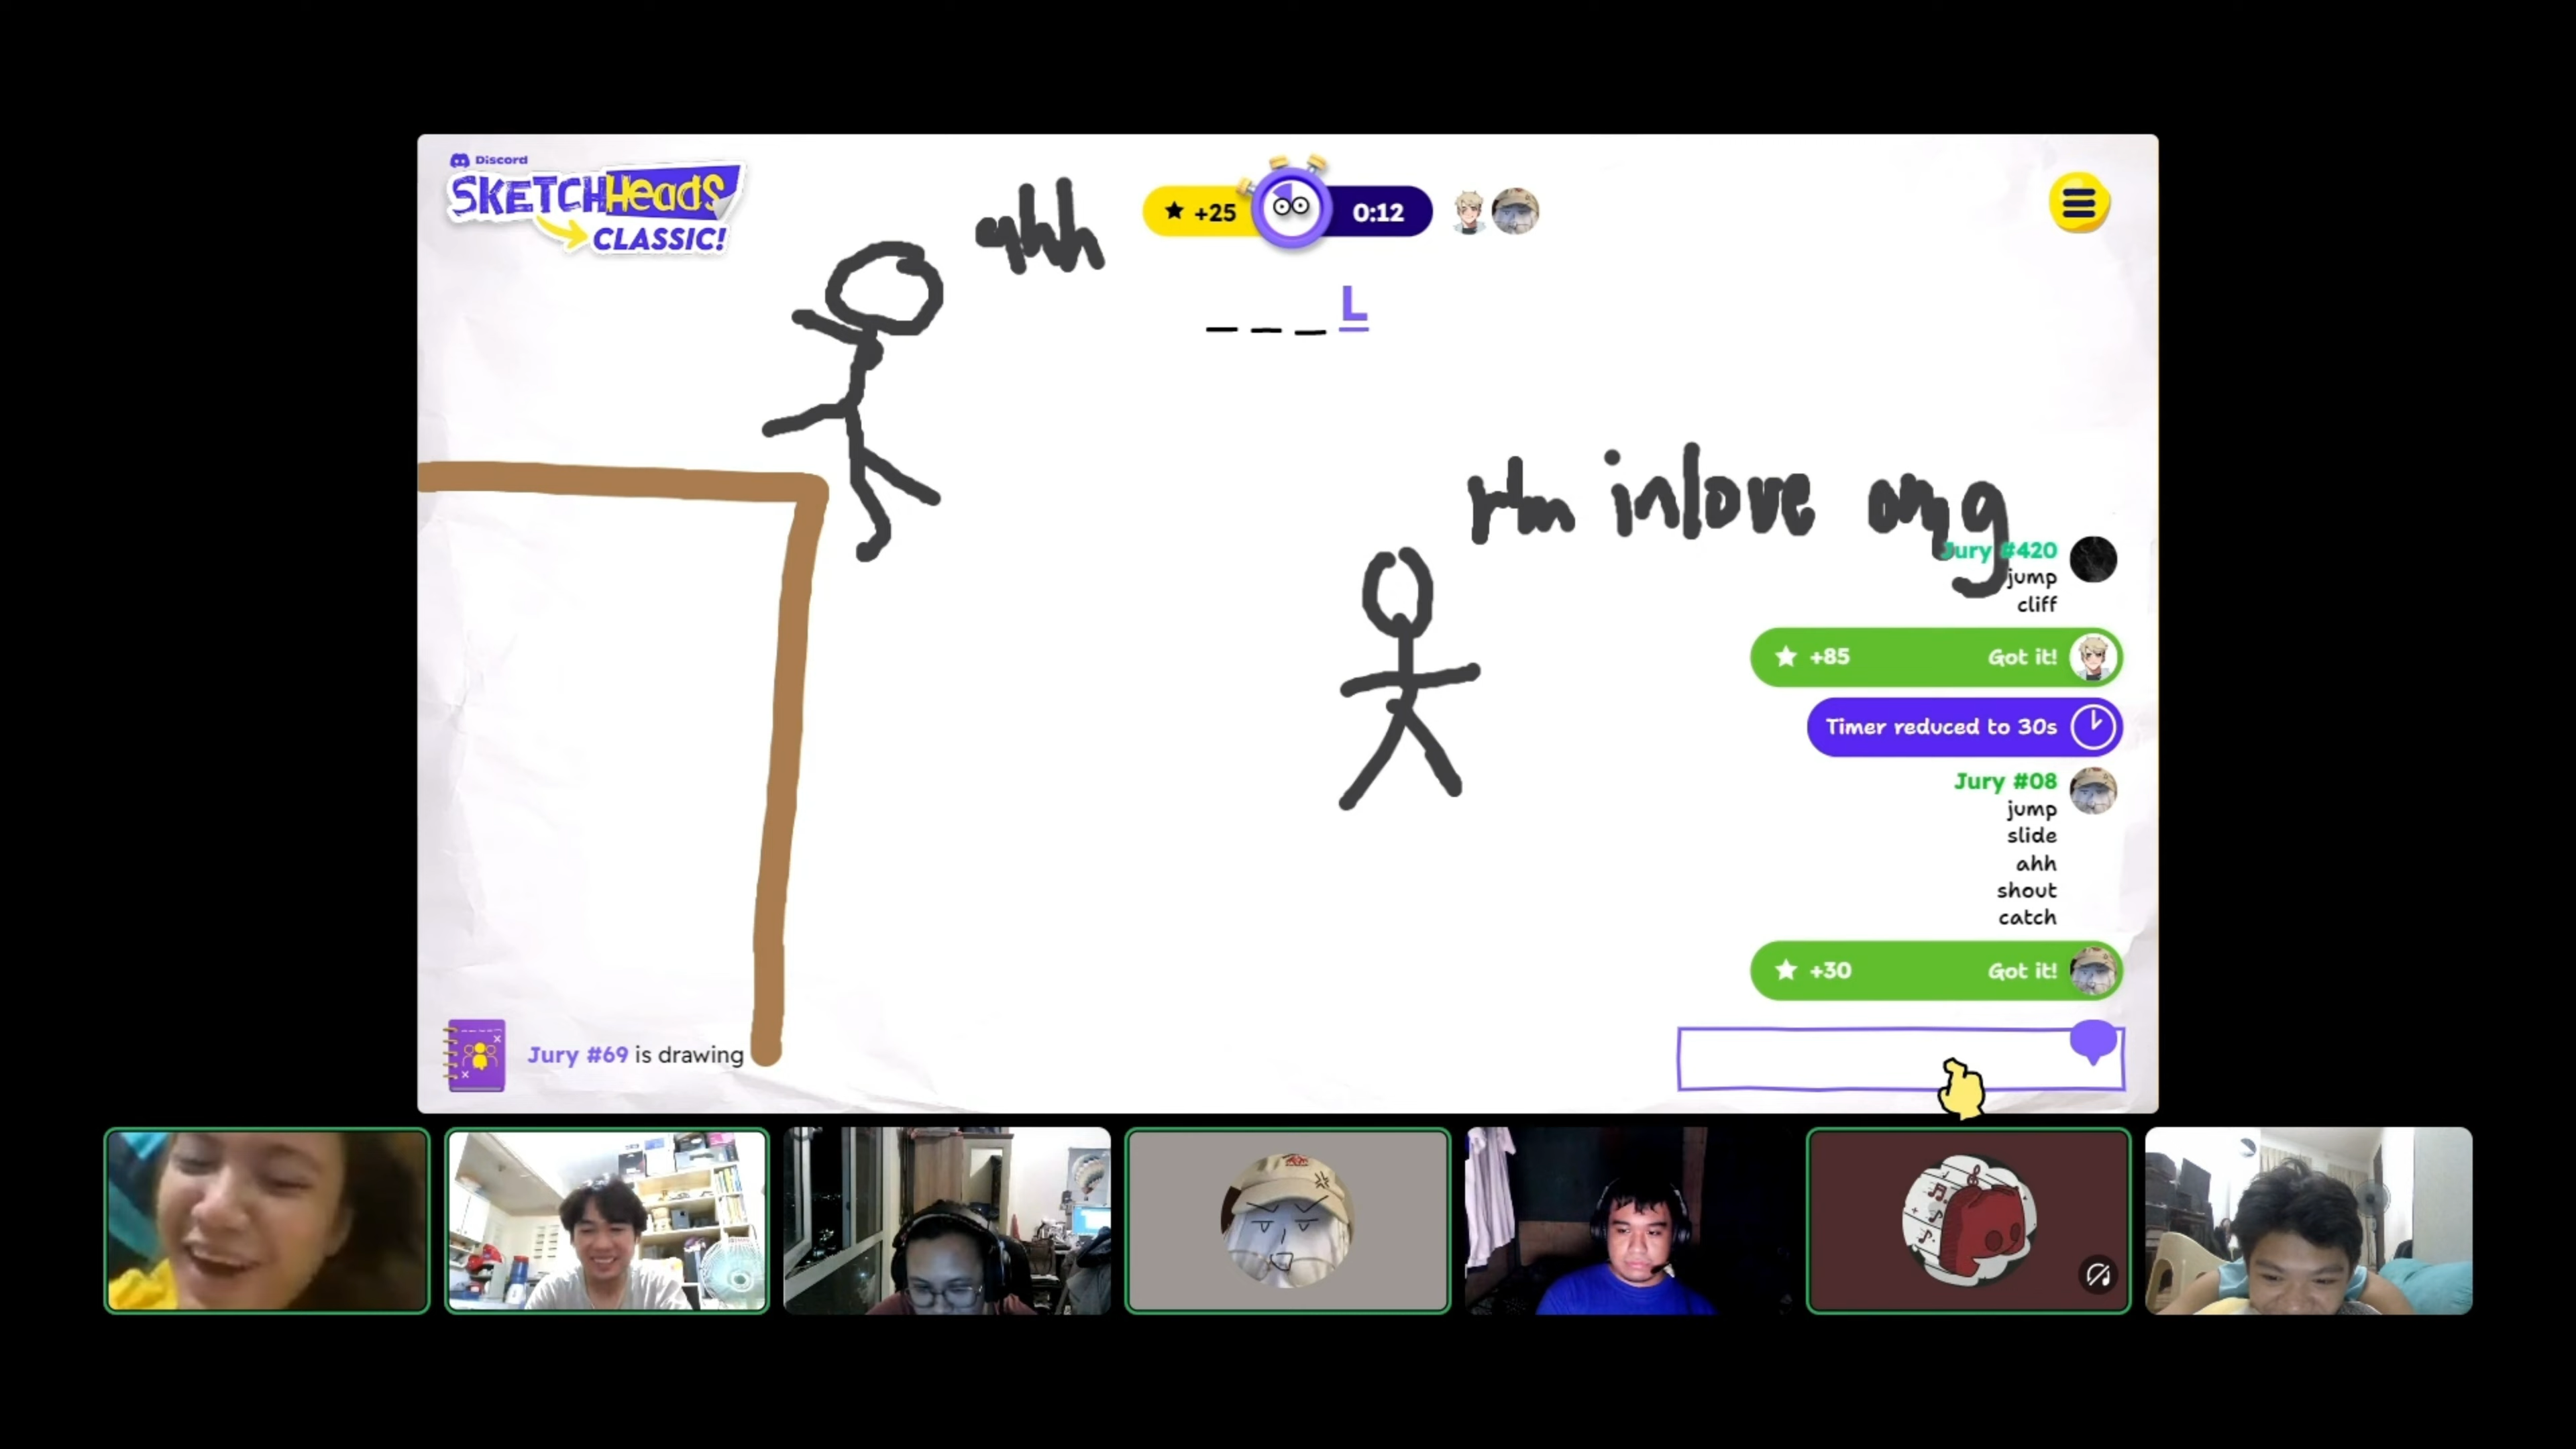 Discord
SKETCHHeadS
CLASSIC!
ahh
+25
0:12
_ _ _ L
I'm inlove omg
Jury #420
jump
cliff
+85 Got it!
Timer reduced to 30s
Jury #08
jump
slide
ahh
shout
catch
+30 Got it!
Jury #69 is drawing